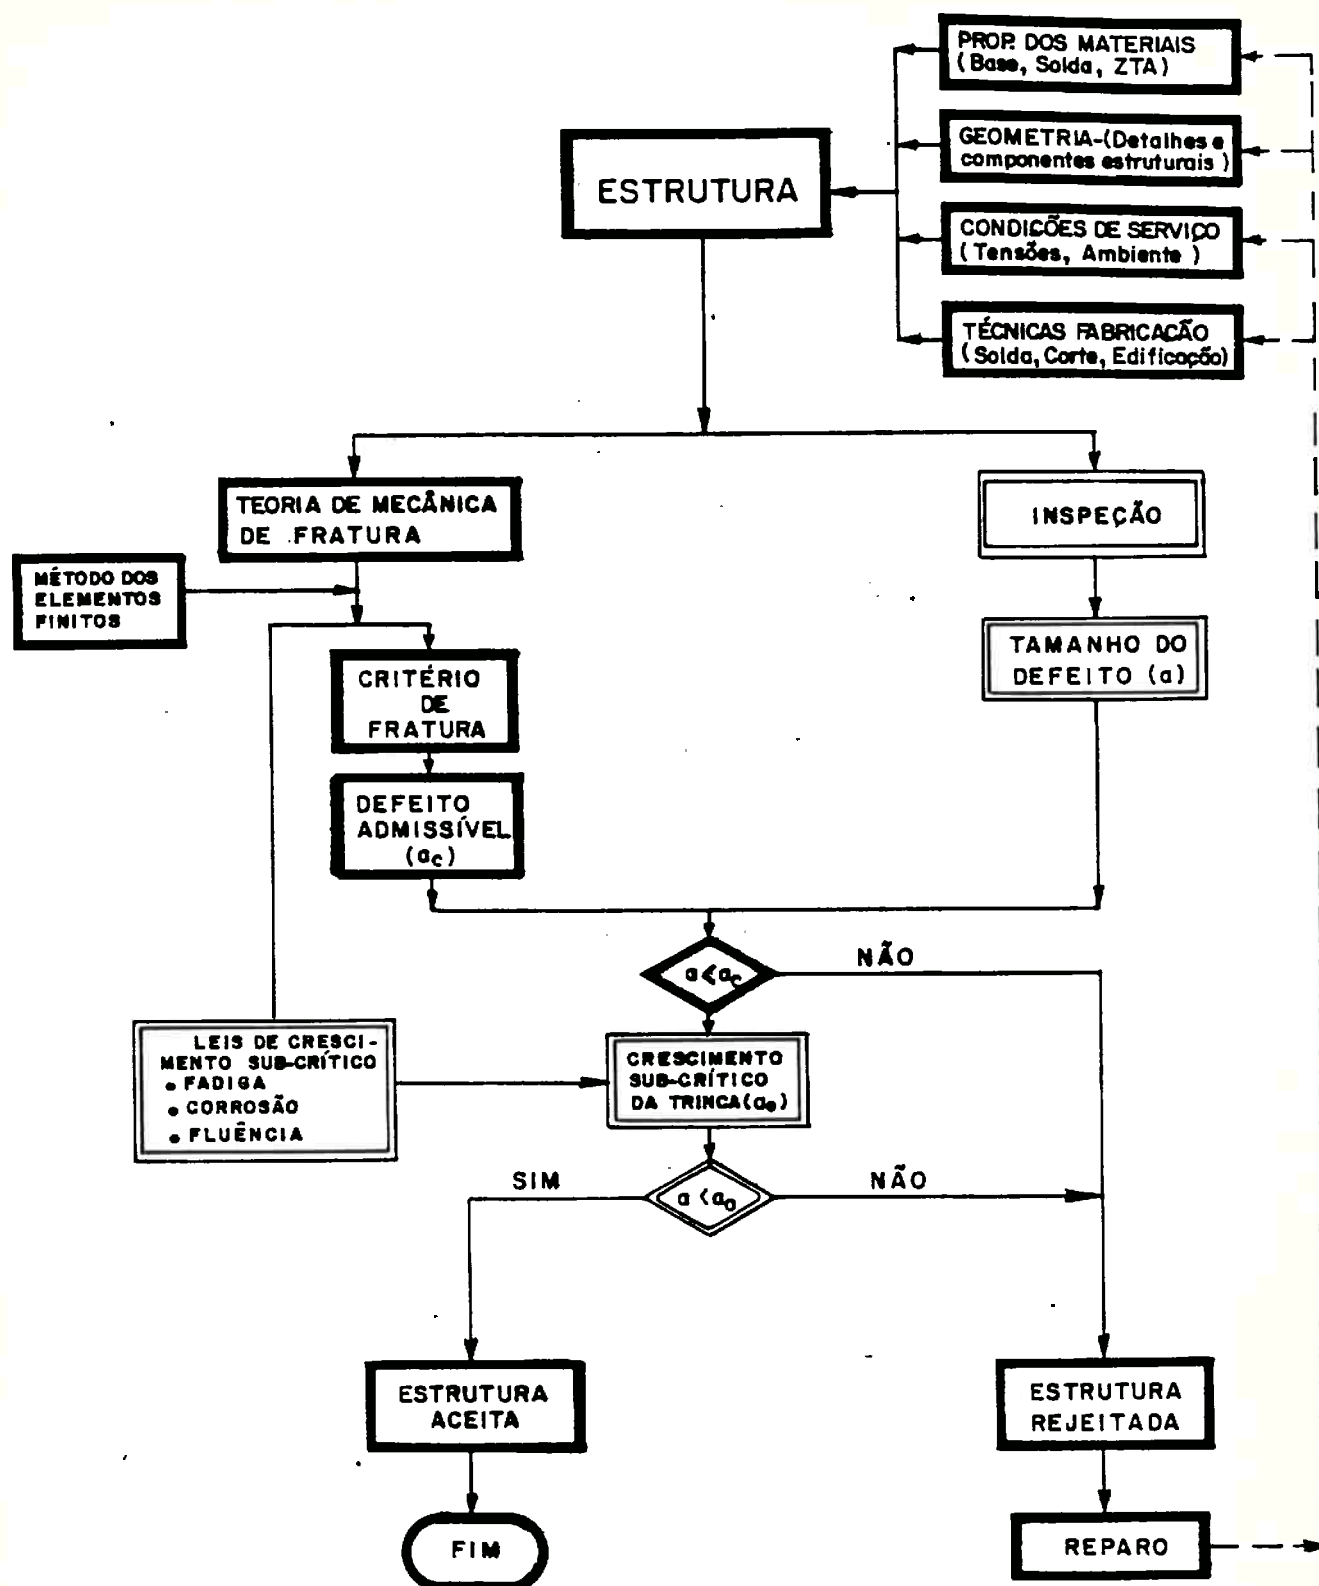 PROP. DOS MATERIAIS
(Base, Solda, ZTA)
GEOMETRIA-(Detalhes e
componentes estruturais)
ESTRUTURA
CONDIÇÕES DE SERVIÇO
(Tensões, Ambiente)
TÉCNICAS FABRICAÇÃO
(Solda, Corte, Edificação)
TEORIA DE MECÂNICA
DE FRATURA
INSPEÇÃO
MÉTODO DOS
ELEMENTOS
FINITOS
TAMANHO DO
DEFEITO (a)
CRITÉRIO
DE
FRATURA
DEFEITO
ADMISSÍVEL
(ac)
NÃO
a < ac
LEIS DE CRESCI-
MENTO SUB-CRÍTICO
• FADIGA
• CORROSÃO
• FLUÊNCIA
CRESCIMENTO
SUB-CRÍTICO
DA TRINCA
SIM
NÃO
a <
ESTRUTURA
ACEITA
ESTRUTURA
REJEITADA
FIM
REPARO